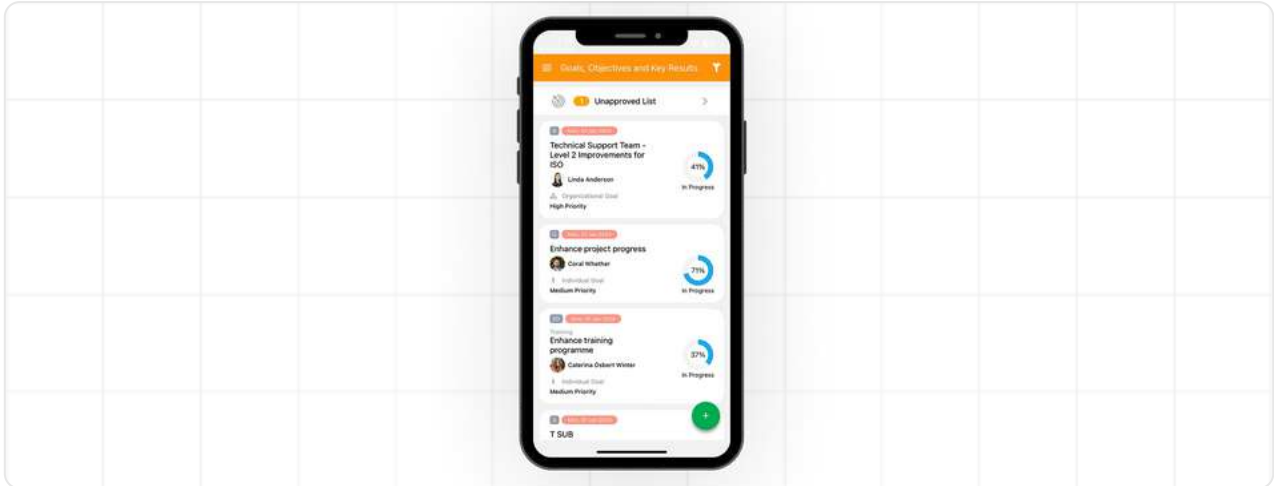 Goals, Objectives and Key Results
1 Unapproved List
Technical Support Team -
Level 2 Improvements for
ISO
Linda Anderson
41%
In Progress
Organizational Goal
High Priority
Enhance project progress
Coral Whather
71%
In Progress
Individual Goal
Medium Priority
Training
Enhance training
programme
Caterina Osbert Winter
37%
In Progress
Individual Goal
Medium Priority
T SUB